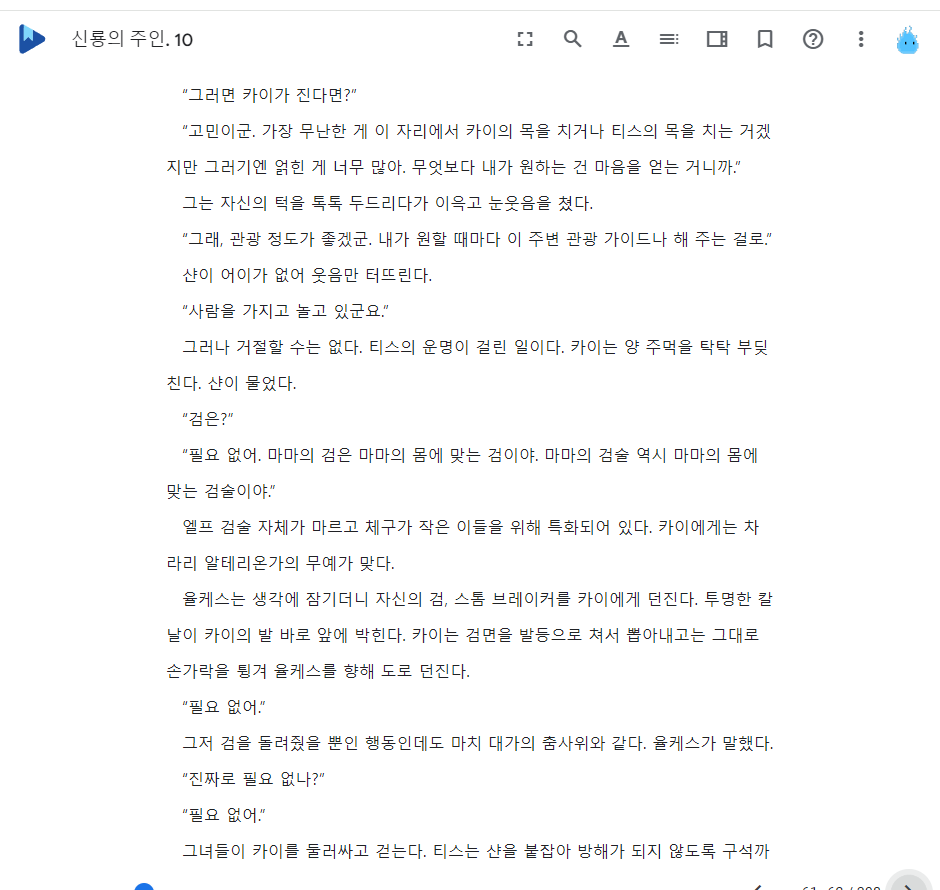 신룡의 주인. 10
“그러면 카이가 진다면?”
“고민이군. 가장 무난한 게 이 자리에서 카이의 목을 치거나 티스의 목을 치는 거겠
지만 그러기엔 얽힌 게 너무 많아. 무엇보다 내가 원하는 건 마음을 얻는 거니까.”
그는 자신의 턱을 톡톡 두드리다가 이윽고 눈웃음을 쳤다.
“그래, 관광 정도가 좋겠군. 내가 원할 때마다 이 주변 관광 가이드나 해 주는 걸로.”
샨이 어이가 없어 웃음만 터뜨린다.
“사람을 가지고 놀고 있군요.”
그러나 거절할 수는 없다. 티스의 운명이 걸린 일이다. 카이는 양 주먹을 탁탁 부딪
친다. 샨이 물었다.
“검은?”
“필요 없어. 마마의 검은 마마의 몸에 맞는 검이야. 마마의 검술 역시 마마의 몸에
맞는 검술이야.”
엘프 검술 자체가 마르고 체구가 작은 이들을 위해 특화되어 있다. 카이에게는 차
라리 알테리온가의 무예가 맞다.
율케스는 생각에 잠기더니 자신의 검, 스톰 브레이커를 카이에게 던진다. 투명한 칼
날이 카이의 발 바로 앞에 박힌다. 카이는 검면을 발등으로 쳐서 뽑아내고는 그대로
손가락을 튕겨 율케스를 향해 도로 던진다.
“필요 없어.”
그저 검을 돌려줬을 뿐인 행동인데도 마치 대가의 춤사위와 같다. 율케스가 말했다.
“진짜로 필요 없나?”
“필요 없어.”
그녀들이 카이를 둘러싸고 걷는다. 티스는 샨을 붙잡아 방해가 되지 않도록 구석까